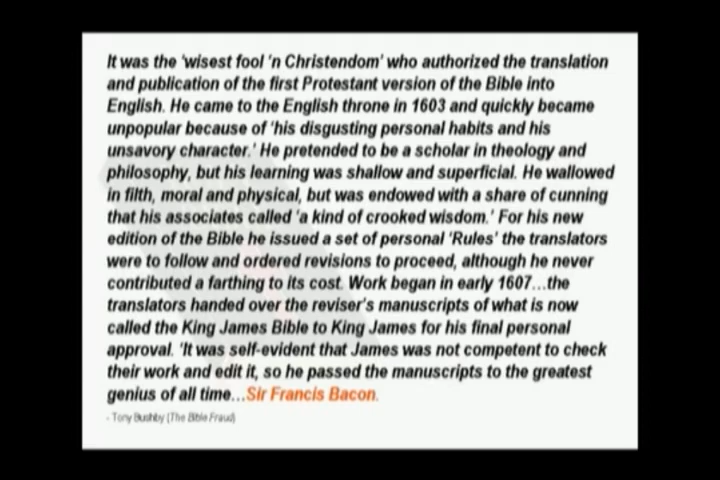 It was the 'wisest fool 'n Christendom' who authorized the translation
and publication of the first Protestant version of the Bible into
English. He came to the English throne in 1603 and quickly became
unpopular because of 'his disgusting personal habits and his
unsavory character.' He pretended to be a scholar in theology and
philosophy, but his learning was shallow and superficial. He wallowed
in filth, moral and physical, but was endowed with a share of cunning
that his associates called 'a kind of crooked wisdom.' For his new
edition of the Bible he issued a set of personal 'Rules' the translators
were to follow and ordered revisions to proceed, although he never
contributed a farthing to its cost. Work began in early 1607...the
translators handed over the reviser's manuscripts of what is now
called the King James Bible to King James for his final personal
approval. 'It was self-evident that James was not competent to check
their work and edit it, so he passed the manuscripts to the greatest
genius of all time...Sir Francis Bacon.
- Tony Bushby (The Bible Fraud)